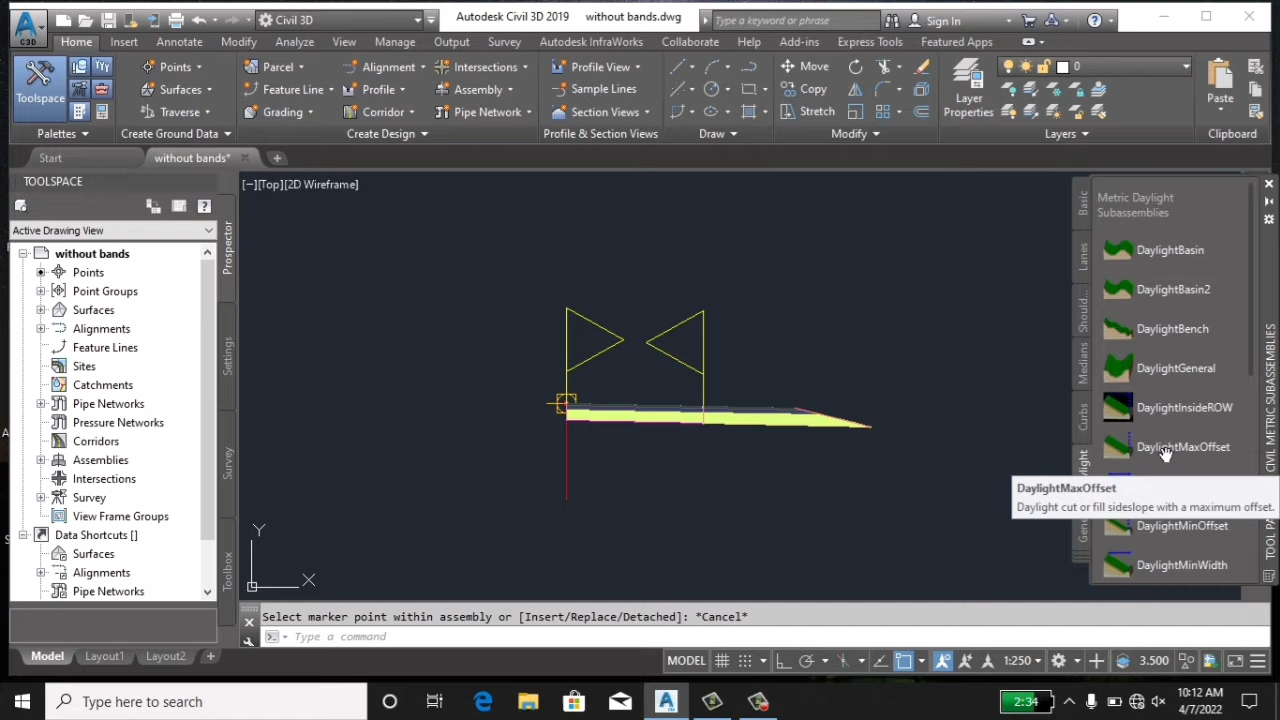 Civil 3D
Autodesk Civil 3D 2019
without bands.dwg
Type a keyword or phrase
Sign In
C3D
Home
Insert
Annotate
Modify
Analyze
View
Manage
Output
Survey
Autodesk InfraWorks
Collaborate
Help
Add-ins
Express Tools
Featured Apps
Toolspace
Points
Surfaces
Traverse
Parcel
Feature Line
Grading
Alignment
Profile
Corridor
Intersections
Assembly
Pipe Network
Profile View
Sample Lines
Section Views
Move
Copy
Stretch
Layer
Properties
0
Paste
Palettes
Create Ground Data
Create Design
Profile & Section Views
Draw
Modify
Layers
Clipboard
Start
without bands*
TOOLSPACE
Active Drawing View
without bands
Points
Point Groups
Surfaces
Alignments
Feature Lines
Sites
Catchments
Pipe Networks
Pressure Networks
Corridors
Assemblies
Intersections
Survey
View Frame Groups
Data Shortcuts []
Surfaces
Alignments
Pipe Networks
Prospector
Settings
Survey
Toolbox
[−][Top][2D Wireframe]
Y
X
Basic
Lanes
Should...
Medians
Curbs
Metric Daylight
Subassemblies
DaylightBasin
DaylightBasin2
DaylightBench
DaylightGeneral
DaylightInsideROW
DaylightMaxOffset
DaylightMaxOffset
Daylight cut or fill sideslope with a maximum offset.
DaylightMinOffset
DaylightMinWidth
Select marker point within assembly or [Insert/Replace/Detached]: *Cancel*
Type a command
Model
Layout1
Layout2
MODEL
1:250
3.500
Type here to search
2:34
10:12 AM
4/7/2022